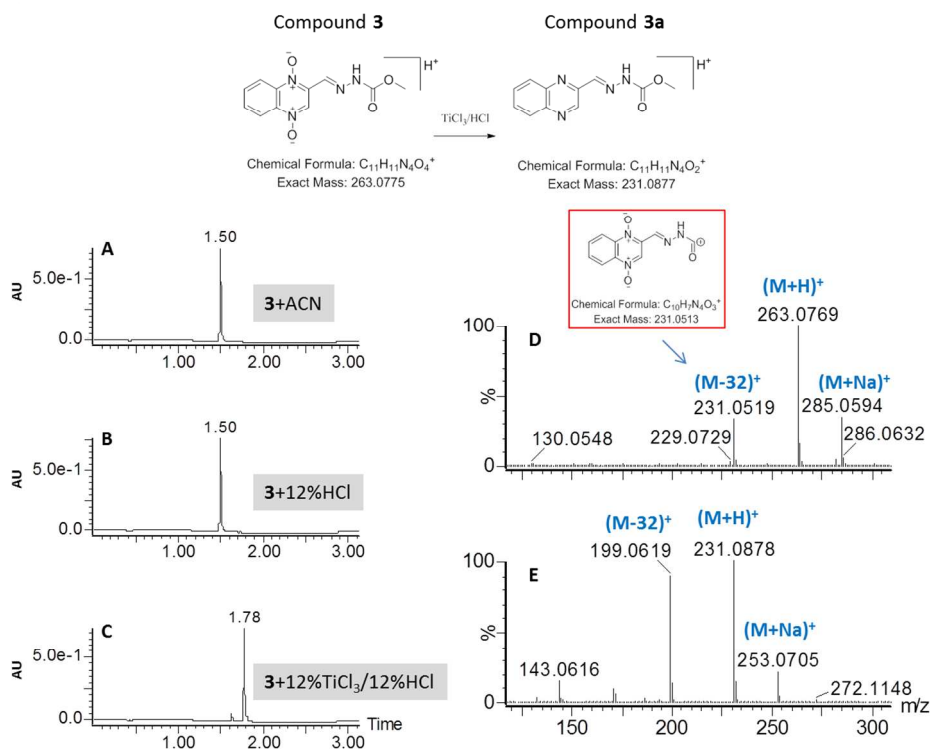 Compound 3
Compound 3a
O⁻
N⁺
N⁺
O⁻
N
H
N
O
O
H⁺
TiCl₃/HCl
N
N
N
H
N
O
O
H⁺
Chemical Formula: C₁₁H₁₁N₄O₄⁺
Exact Mass: 263.0775
Chemical Formula: C₁₁H₁₁N₄O₂⁺
Exact Mass: 231.0877
A
1.50
AU
5.0e-1
0.0
3+ACN
1.00 2.00 3.00
B
1.50
AU
5.0e-1
0.0
3+12%HCl
1.00 2.00 3.00
C
1.78
AU
5.0e-1
0.0
3+12%TiCl₃/12%HCl
Time
1.00 2.00 3.00
O⁻
N⁺
N⁺
O⁻
N
NH
C⊕
O
Chemical Formula: C₁₀H₇N₄O₃⁺
Exact Mass: 231.0513
D
100
%
0
(M+H)⁺
263.0769
(M-32)⁺
231.0519
(M+Na)⁺
285.0594
130.0548
229.0729
286.0632
E
100
%
0
(M-32)⁺
199.0619
(M+H)⁺
231.0878
(M+Na)⁺
253.0705
143.0616
272.1148
m/z
150 200 250 300